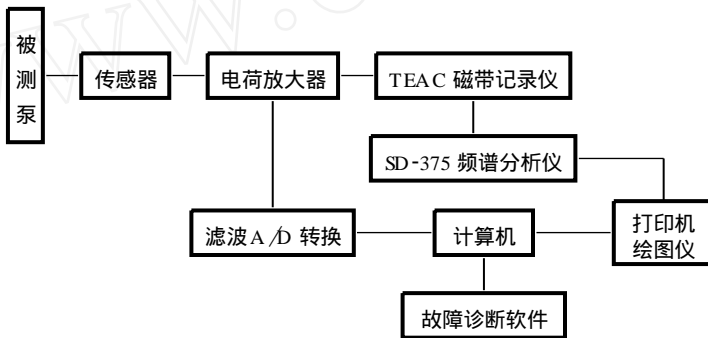 被
测
泵
传感器
电荷放大器
TEAC 磁带记录仪
SD-375 频谱分析仪
滤波A/D 转换
计算机
打印机
绘图仪
故障诊断软件